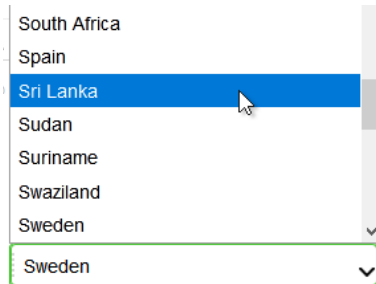 South Africa
Spain
Sri Lanka
Sudan
Suriname
Swaziland
Sweden
Sweden